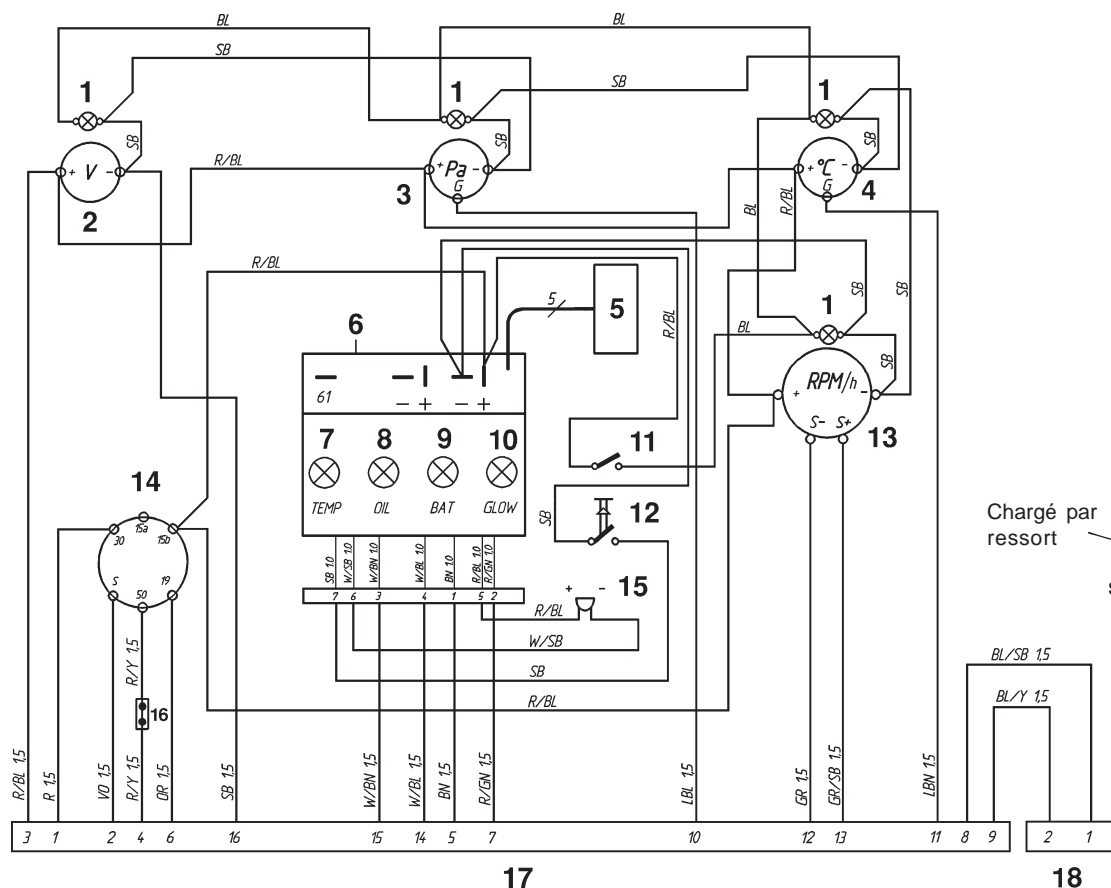 BL
SB
BL
SB
1
1
1
SB
SB
SB
+ V -
2
R/BL
+ Pa -
G
3
+ °C -
G
4
BL
R/BL
SB
SB
R/BL
5
5
R/BL
6
61
- +
- +
BL
1
SB
+ RPM/h -
S- S+
13
7
8
9
10
TEMP
OIL
BAT
GLOW
11
SB
12
14
15a
30
15b
S
19
50
SB 1.0
W/SB 1.0
W/BN 1.0
W/BL 1.0
BN 1.0
R/BL 1.0
R/GN 1.0
7 6 3 4 1 5 2
+ -
15
R/BL
W/SB
SB
R/BL
R/Y 1,5
16
Chargé par
ressort
s
BL/SB 1,5
BL/Y 1,5
R/BL 1,5
R 1,5
VO 1,5
R/Y 1,5
OR 1,5
SB 1,5
W/BN 1,5
W/BL 1,5
BN 1,5
R/GN 1,5
LBL 1,5
GR 1,5
GR/SB 1,5
LBN 1,5
3 1 2 4 6 16 15 14 5 7 10 12 13 11 8 9
2 1
17
18